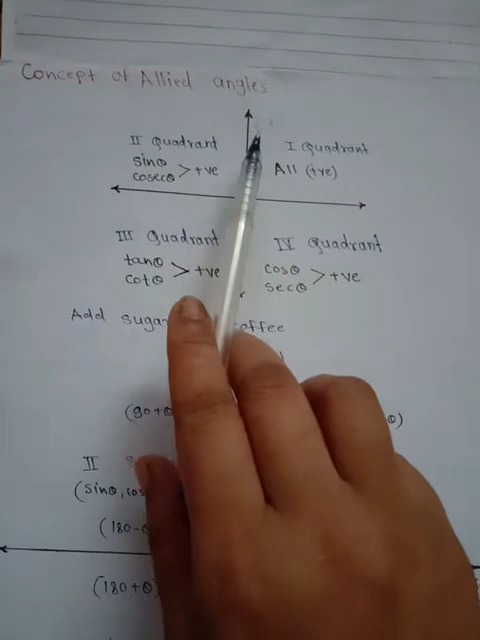 Concept of Allied angles
II Quadrant
sinθ
cosecθ > +ve
I Quadrant
All (+ve)
III Quadrant
tanθ
cotθ > +ve
IV Quadrant
cosθ
secθ > +ve
Add
(90+θ
θ)
II
(sinθ,
(180-
(180+θ)